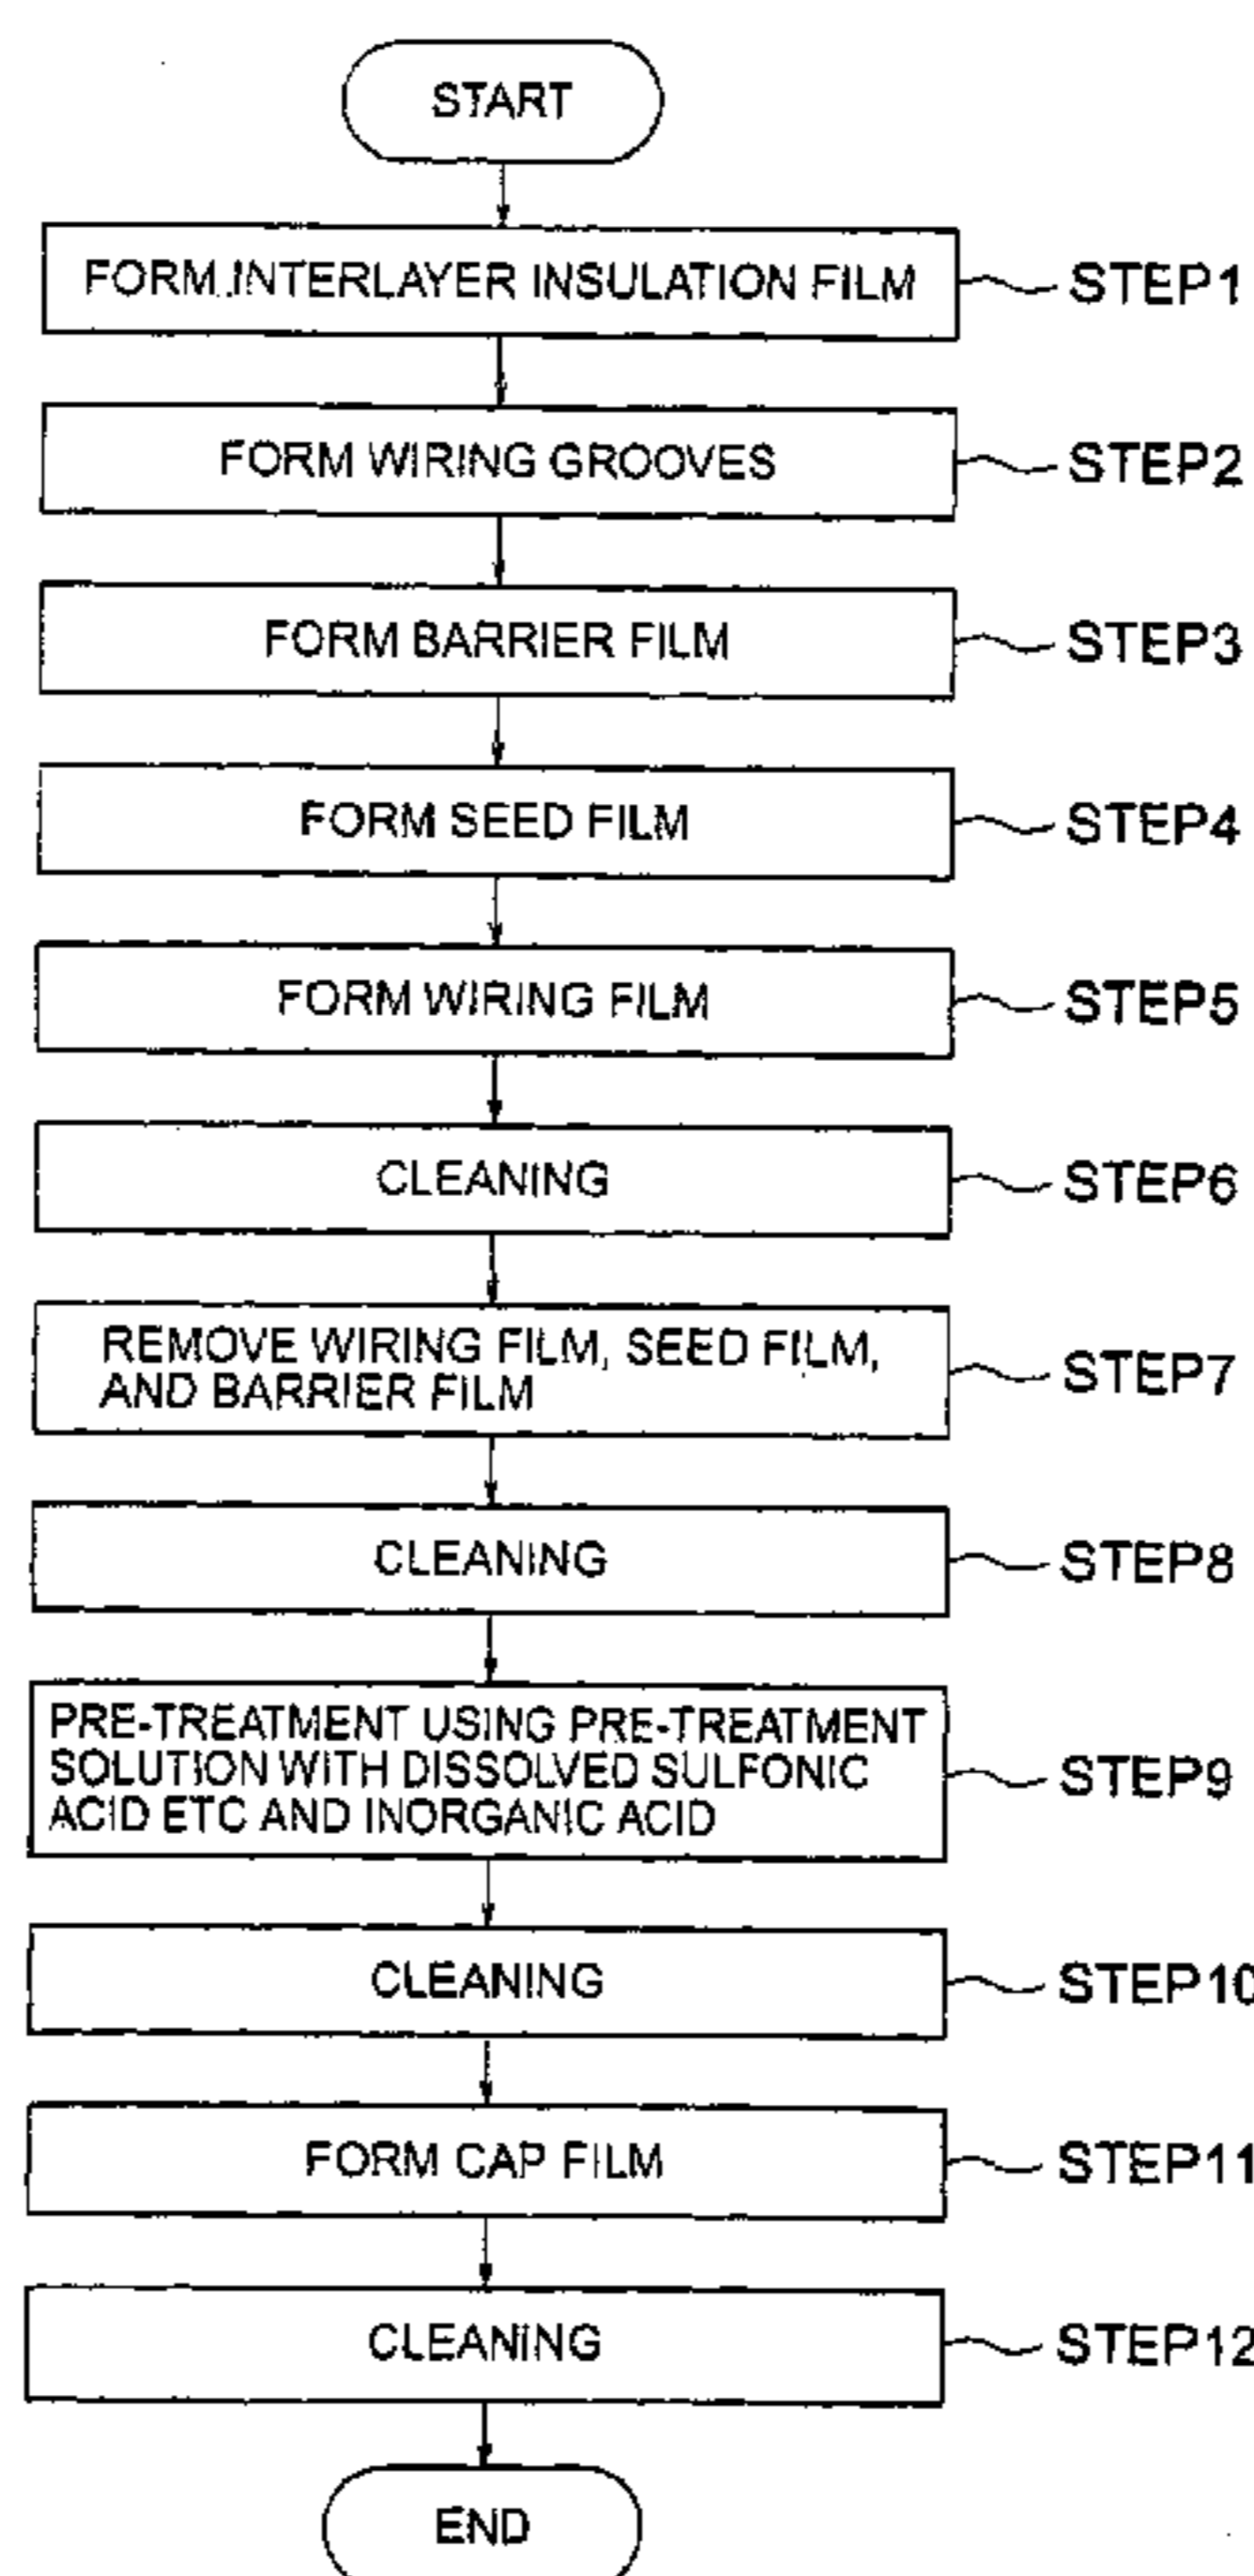 START
FORM INTERLAYER INSULATION FILM STEP1
FORM WIRING GROOVES STEP2
FORM BARRIER FILM STEP3
FORM SEED FILM STEP4
FORM WIRING FILM STEP5
CLEANING STEP6
REMOVE WIRING FILM, SEED FILM,
AND BARRIER FILM STEP7
CLEANING STEP8
PRE-TREATMENT USING PRE-TREATMENT
SOLUTION WITH DISSOLVED SULFONIC STEP9
ACID ETC AND INORGANIC ACID
CLEANING STEP10
FORM CAP FILM STEP11
CLEANING STEP12
END